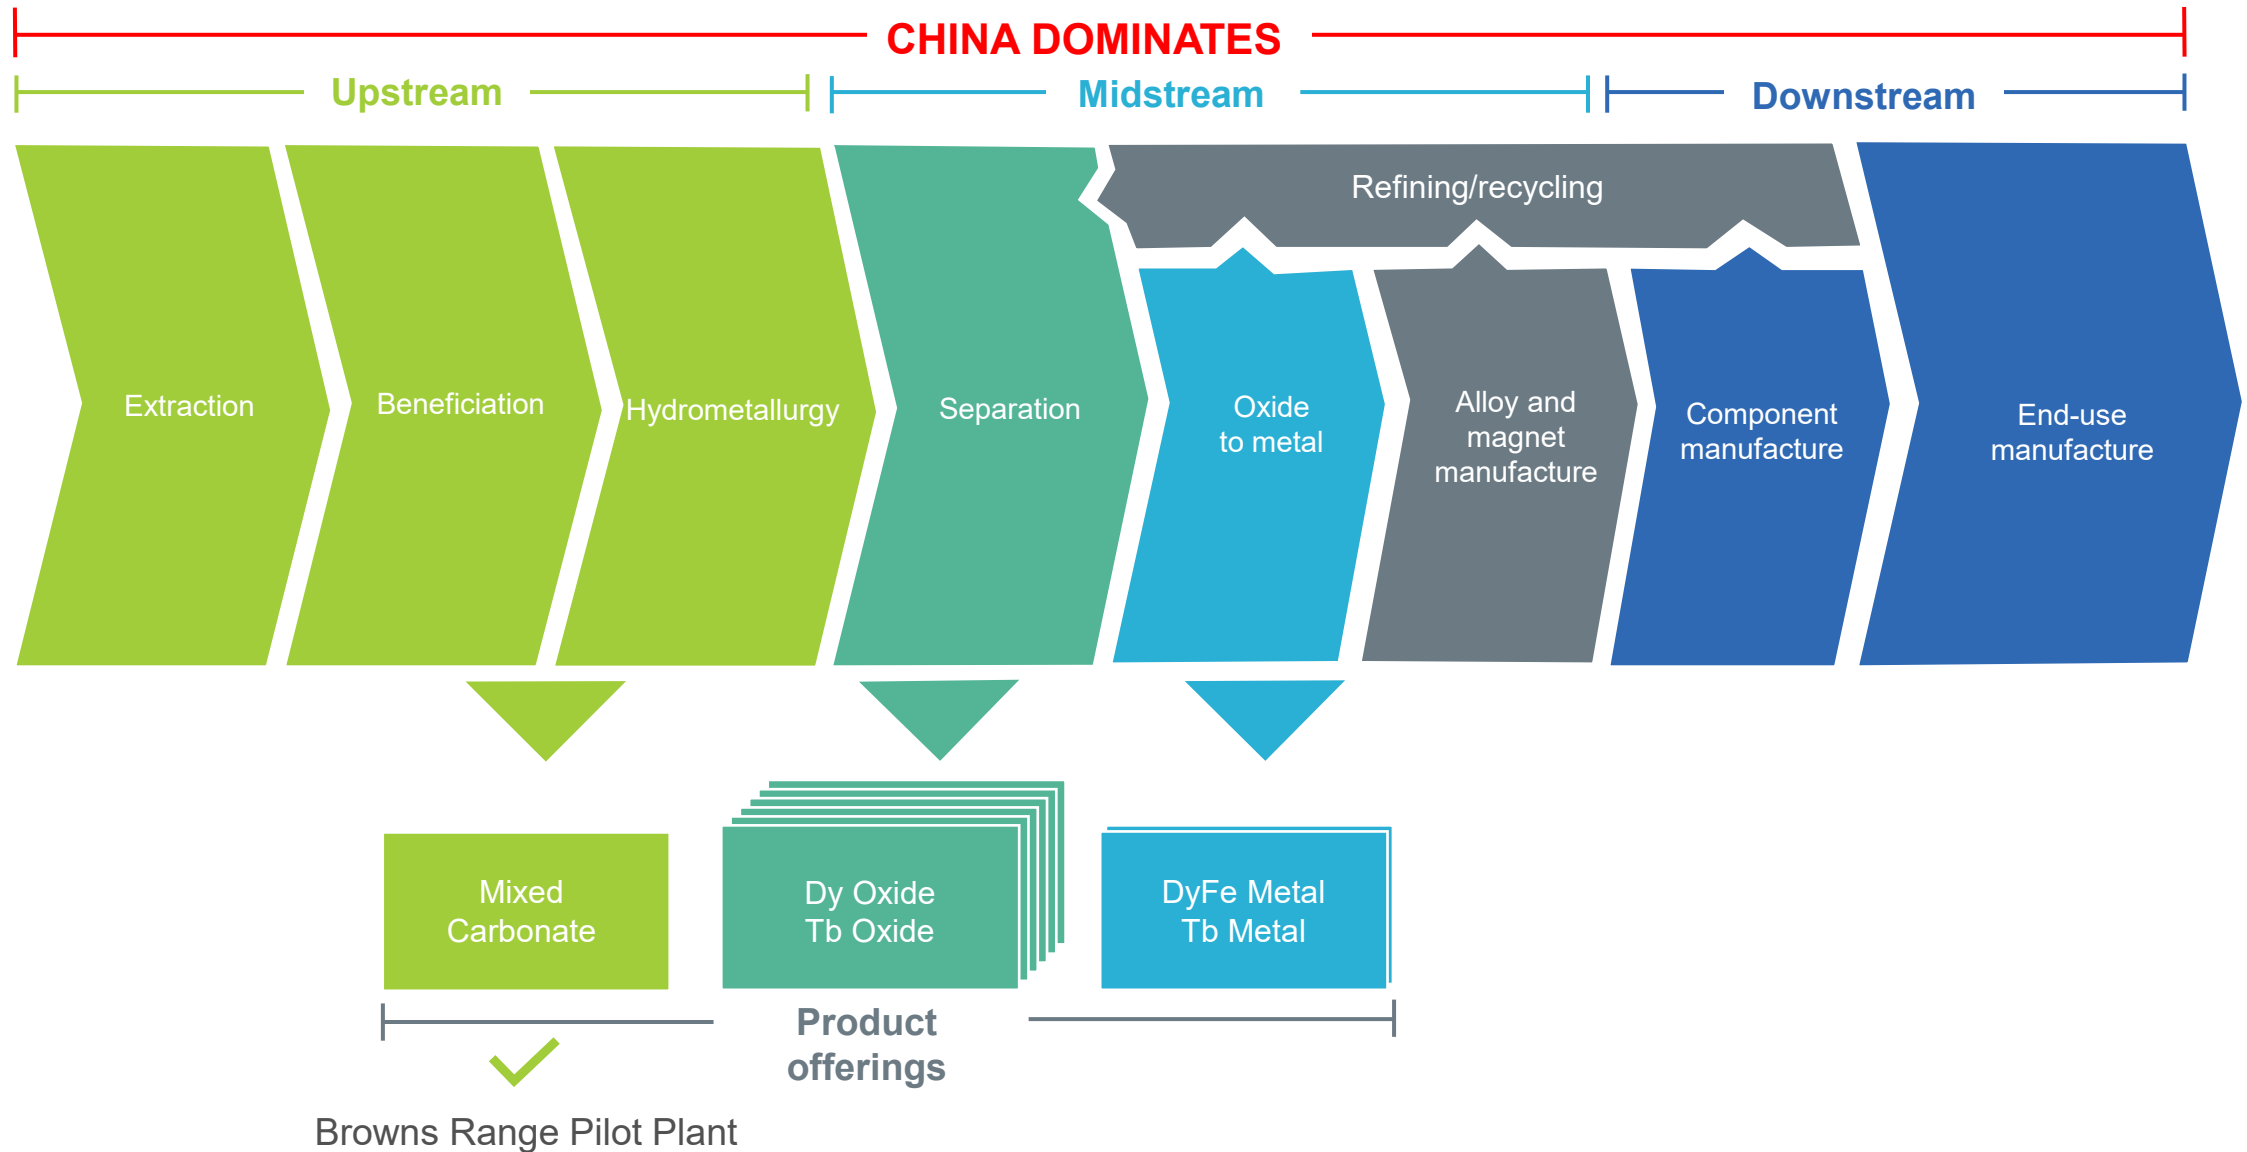 CHINA DOMINATES
Upstream
Midstream
Downstream
Refining/recycling
Extraction
Beneficiation
Hydrometallurgy
Separation
Oxide
to metal
Alloy and
magnet
manufacture
Component
manufacture
End-use
manufacture
Mixed
Carbonate
Dy Oxide
Tb Oxide
DyFe Metal
Tb Metal
Product
offerings
Browns Range Pilot Plant